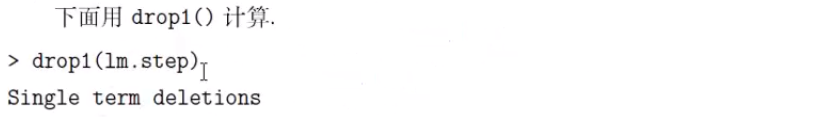 下面用 drop1() 计算.
> drop1(lm.step)
Single term deletions